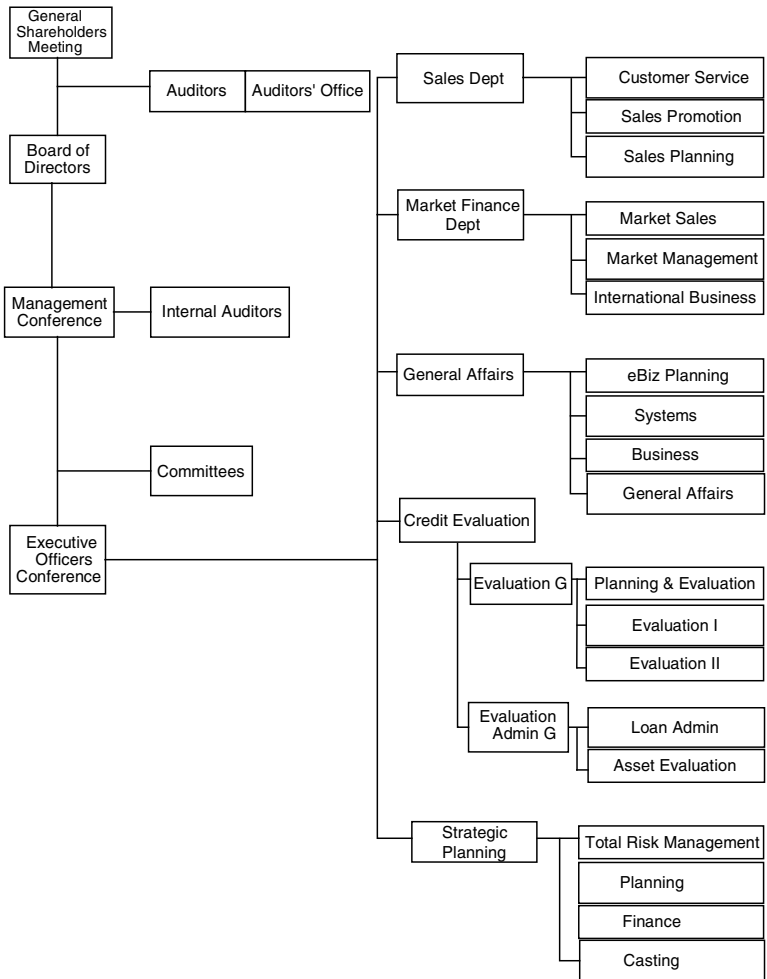 General
Shareholders
Meeting
Auditors
Auditors' Office
Board of
Directors
Management
Conference
Internal Auditors
Committees
Executive
Officers
Conference
Sales Dept
Customer Service
Sales Promotion
Sales Planning
Market Finance
Dept
Market Sales
Market Management
International Business
General Affairs
eBiz Planning
Systems
Business
General Affairs
Credit Evaluation
Evaluation G
Planning & Evaluation
Evaluation I
Evaluation II
Evaluation
Admin G
Loan Admin
Asset Evaluation
Strategic
Planning
Total Risk Management
Planning
Finance
Casting